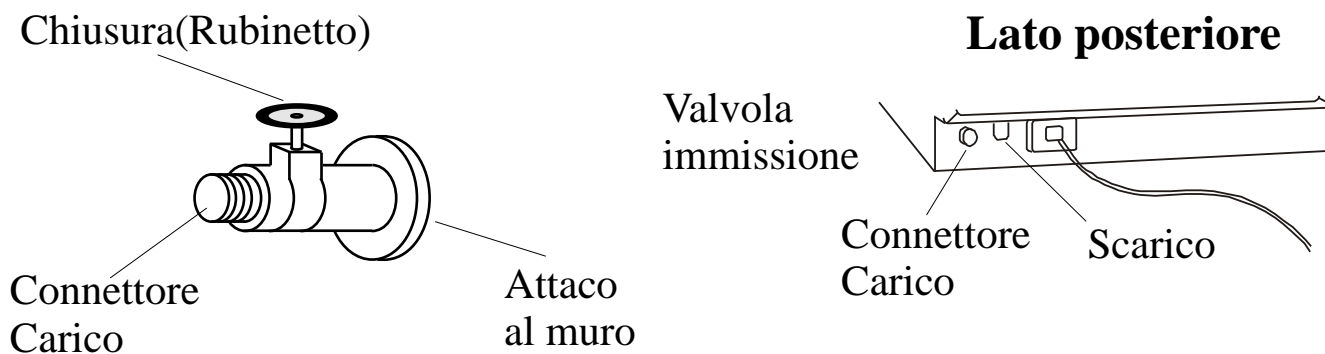 Chiusura(Rubinetto)
Connettore
Carico
Attaco
al muro
Lato posteriore
Valvola
immissione
Connettore
Carico
Scarico